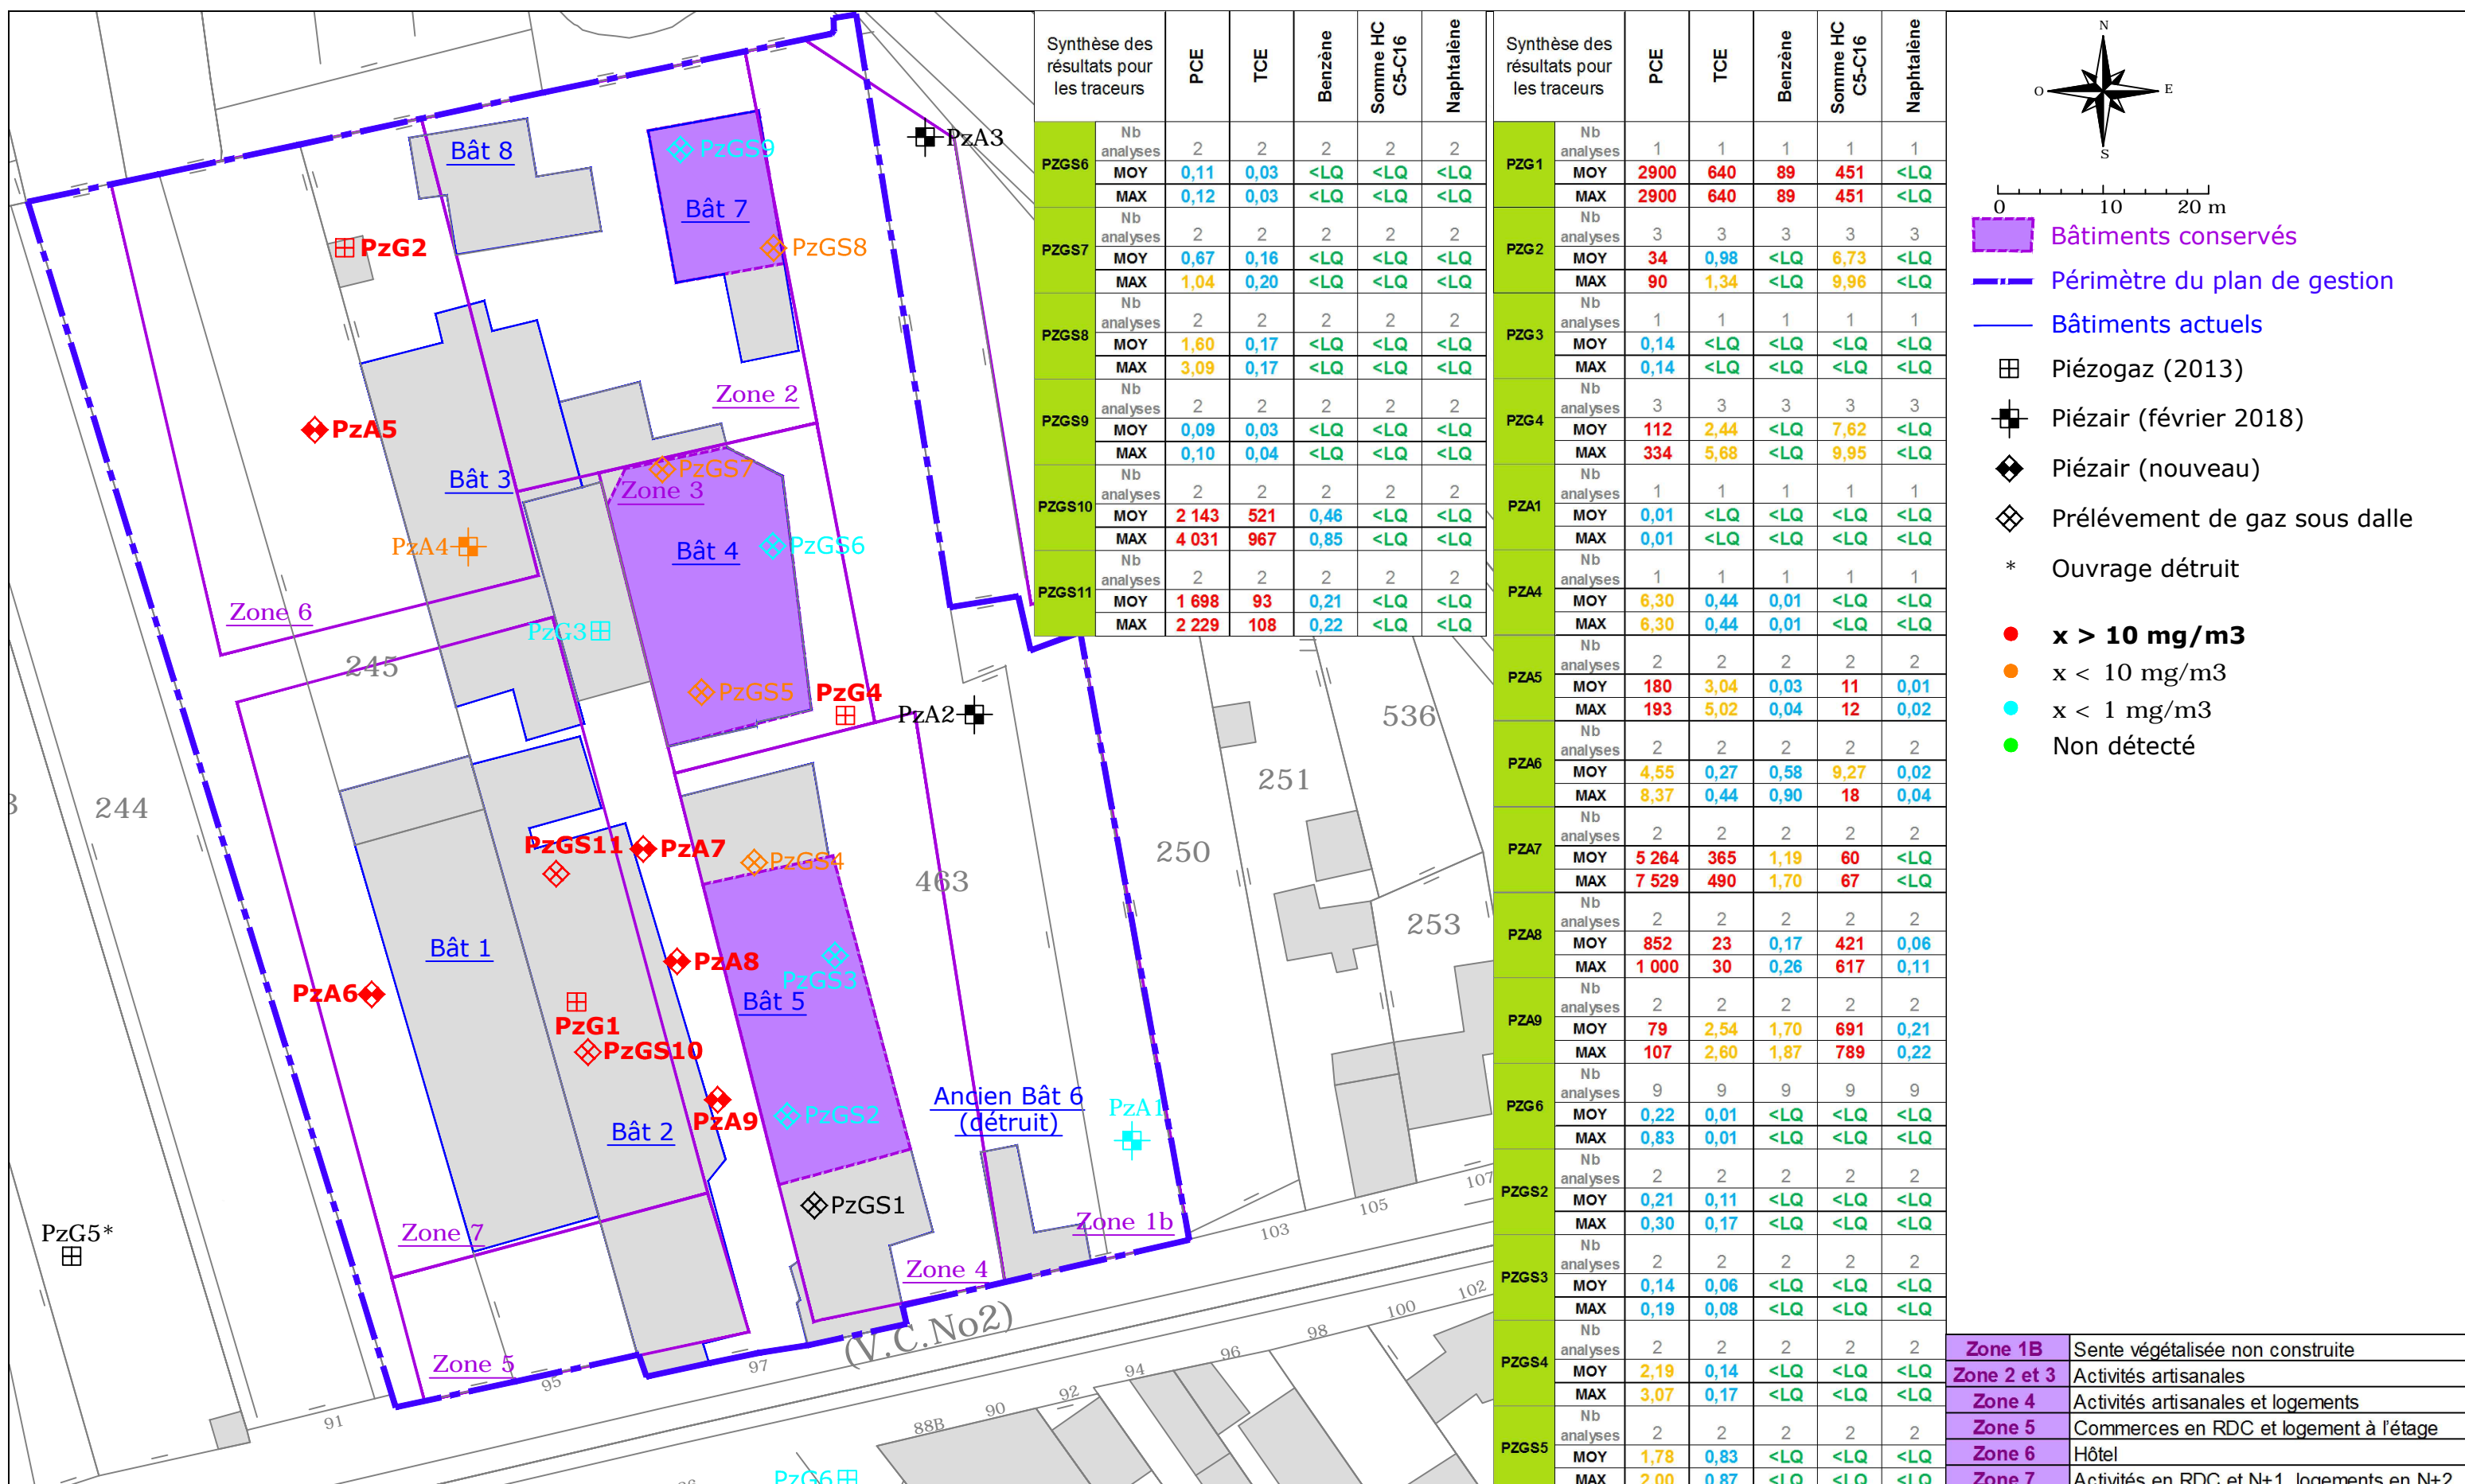 Bât 8
PzGS9
PzA3
Bât 7
PzG2
PzGS8
Zone 2
PzA5
Bât 3
PzGS7
Zone 3
PzA4
Bât 4
PzGS6
Zone 6
PzG3
245
PzGS5
PzG4
PzA2
536
251
244
250
PzGS11
PzA7
PzGS4
463
253
Bât 1
PzA8
PzGS3
PzA6
Bât 5
PzG1
PzGS10
Ancien Bât 6
(détruit)
PzA1
PzA9
PzGS2
Bât 2
PzGS1
Zone 1b
107
105
103
PzG5*
Zone 7
Zone 4
102
100
98
(V.C.No2)
Zone 5
97
96
95
94
92
91
90
88B
PzG6
Synthèse des résultats pour les traceurs PCE TCE Benzène Somme HC C5-C16 Naphtalène
PZGS6 Nb analyses 2 2 2 2 2
MOY 0,11 0,03 <LQ <LQ <LQ
MAX 0,12 0,03 <LQ <LQ <LQ
PZGS7 Nb analyses 2 2 2 2 2
MOY 0,67 0,16 <LQ <LQ <LQ
MAX 1,04 0,20 <LQ <LQ <LQ
PZGS8 Nb analyses 2 2 2 2 2
MOY 1,60 0,17 <LQ <LQ <LQ
MAX 3,09 0,17 <LQ <LQ <LQ
PZGS9 Nb analyses 2 2 2 2 2
MOY 0,09 0,03 <LQ <LQ <LQ
MAX 0,10 0,04 <LQ <LQ <LQ
PZGS10 Nb analyses 2 2 2 2 2
MOY 2 143 521 0,46 <LQ <LQ
MAX 4 031 967 0,85 <LQ <LQ
PZGS11 Nb analyses 2 2 2 2 2
MOY 1 698 93 0,21 <LQ <LQ
MAX 2 229 108 0,22 <LQ <LQ
Synthèse des résultats pour les traceurs PCE TCE Benzène Somme HC C5-C16 Naphtalène
PZG1 Nb analyses 1 1 1 1 1
MOY 2900 640 89 451 <LQ
MAX 2900 640 89 451 <LQ
PZG2 Nb analyses 3 3 3 3 3
MOY 34 0,98 <LQ 6,73 <LQ
MAX 90 1,34 <LQ 9,96 <LQ
PZG3 Nb analyses 1 1 1 1 1
MOY 0,14 <LQ <LQ <LQ <LQ
MAX 0,14 <LQ <LQ <LQ <LQ
PZG4 Nb analyses 3 3 3 3 3
MOY 112 2,44 <LQ 7,62 <LQ
MAX 334 5,68 <LQ 9,95 <LQ
PZA1 Nb analyses 1 1 1 1 1
MOY 0,01 <LQ <LQ <LQ <LQ
MAX 0,01 <LQ <LQ <LQ <LQ
PZA4 Nb analyses 1 1 1 1 1
MOY 6,30 0,44 0,01 <LQ <LQ
MAX 6,30 0,44 0,01 <LQ <LQ
PZA5 Nb analyses 2 2 2 2 2
MOY 180 3,04 0,03 11 0,01
MAX 193 5,02 0,04 12 0,02
PZA6 Nb analyses 2 2 2 2 2
MOY 4,55 0,27 0,58 9,27 0,02
MAX 8,37 0,44 0,90 18 0,04
PZA7 Nb analyses 2 2 2 2 2
MOY 5 264 365 1,19 60 <LQ
MAX 7 529 490 1,70 67 <LQ
PZA8 Nb analyses 2 2 2 2 2
MOY 852 23 0,17 421 0,06
MAX 1 000 30 0,26 617 0,11
PZA9 Nb analyses 2 2 2 2 2
MOY 79 2,54 1,70 691 0,21
MAX 107 2,60 1,87 789 0,22
PZG6 Nb analyses 9 9 9 9 9
MOY 0,22 0,01 <LQ <LQ <LQ
MAX 0,83 0,01 <LQ <LQ <LQ
PZGS2 Nb analyses 2 2 2 2 2
MOY 0,21 0,11 <LQ <LQ <LQ
MAX 0,30 0,17 <LQ <LQ <LQ
PZGS3 Nb analyses 2 2 2 2 2
MOY 0,14 0,06 <LQ <LQ <LQ
MAX 0,19 0,08 <LQ <LQ <LQ
PZGS4 Nb analyses 2 2 2 2 2
MOY 2,19 0,14 <LQ <LQ <LQ
MAX 3,07 0,17 <LQ <LQ <LQ
PZGS5 Nb analyses 2 2 2 2 2
MOY 1,78 0,83 <LQ <LQ <LQ
MAX 2,00 0,87 <LQ <LQ <LQ
N
O E
S
0 10 20 m
Bâtiments conservés
Périmètre du plan de gestion
Bâtiments actuels
Piézogaz (2013)
Piézair (février 2018)
Piézair (nouveau)
Prélévement de gaz sous dalle
* Ouvrage détruit
x > 10 mg/m3
x < 10 mg/m3
x < 1 mg/m3
Non détecté
Zone 1B Sente végétalisée non construite
Zone 2 et 3 Activités artisanales
Zone 4 Activités artisanales et logements
Zone 5 Commerces en RDC et logement à l'étage
Zone 6 Hôtel
Zone 7 Activités en RDC et N+1, logements en N+2